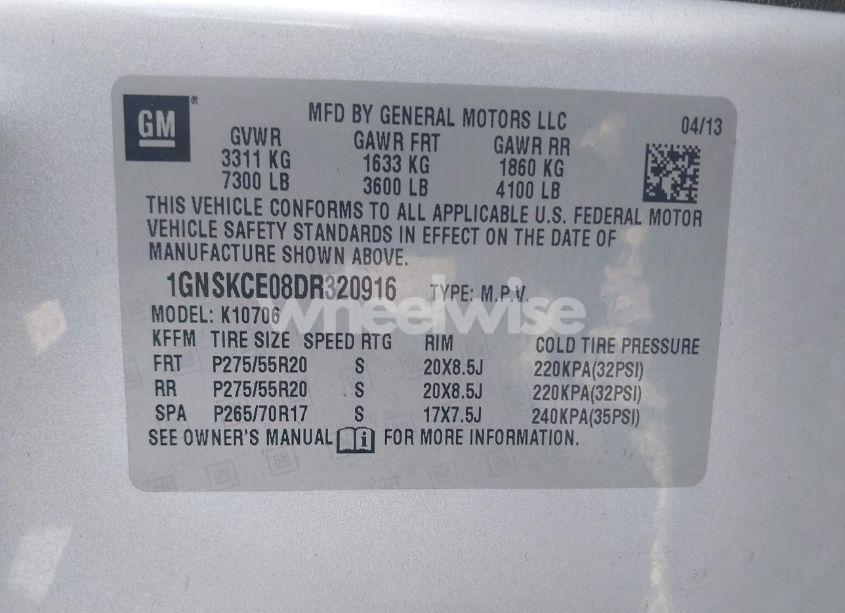 GM ®
MFD BY GENERAL MOTORS LLC 04/13
GVWR GAWR FRT GAWR RR
3311 KG 1633 KG 1860 KG
7300 LB 3600 LB 4100 LB
THIS VEHICLE CONFORMS TO ALL APPLICABLE U.S. FEDERAL MOTOR
VEHICLE SAFETY STANDARDS IN EFFECT ON THE DATE OF
MANUFACTURE SHOWN ABOVE.
1GNSKCE08DR320916 TYPE: M.P.V.
MODEL: K10706
wheelwise
KFFM TIRE SIZE SPEED RTG RIM COLD TIRE PRESSURE
FRT P275/55R20 S 20X8.5J 220KPA(32PSI)
RR P275/55R20 S 20X8.5J 220KPA(32PSI)
SPA P265/70R17 S 17X7.5J 240KPA(35PSI)
SEE OWNER'S MANUAL FOR MORE INFORMATION.